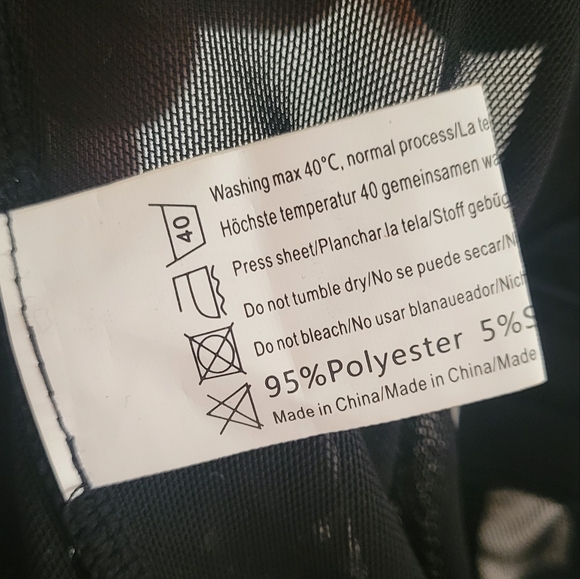 Washing max 40°C, normal process/La
Höchste temperatur 40 gemeinsamen
Press sheet/Planchar.la tela/Stoff
Do not tumble dry/No se puede secar/
Do not bleach/No usar blanaueador/
95%Polyester 5%
Made in China/Made in China/Made
40